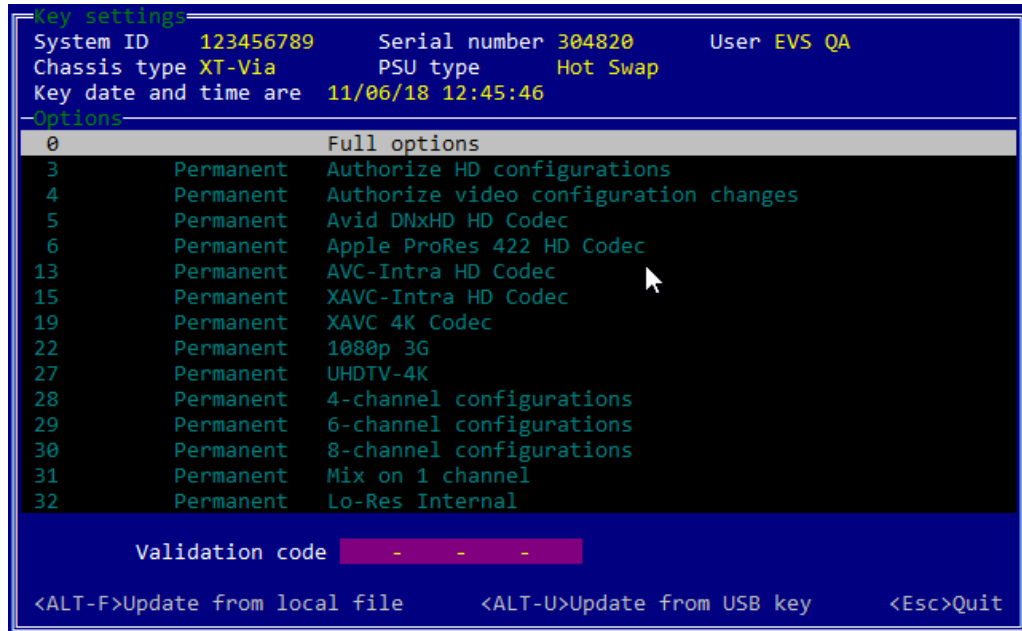 Key settings
System ID 123456789 Serial number 304820 User EVS QA
Chassis type XT-Via PSU type Hot Swap
Key date and time are 11/06/18 12:45:46
Options
0 Full options
3 Permanent Authorize HD configurations
4 Permanent Authorize video configuration changes
5 Permanent Avid DNxHD HD Codec
6 Permanent Apple ProRes 422 HD Codec
13 Permanent AVC-Intra HD Codec
15 Permanent XAVC-Intra HD Codec
19 Permanent XAVC 4K Codec
22 Permanent 1080p 3G
27 Permanent UHDTV-4K
28 Permanent 4-channel configurations
29 Permanent 6-channel configurations
30 Permanent 8-channel configurations
31 Permanent Mix on 1 channel
32 Permanent Lo-Res Internal
Validation code - - -
<ALT-F>Update from local file <ALT-U>Update from USB key <Esc>Quit